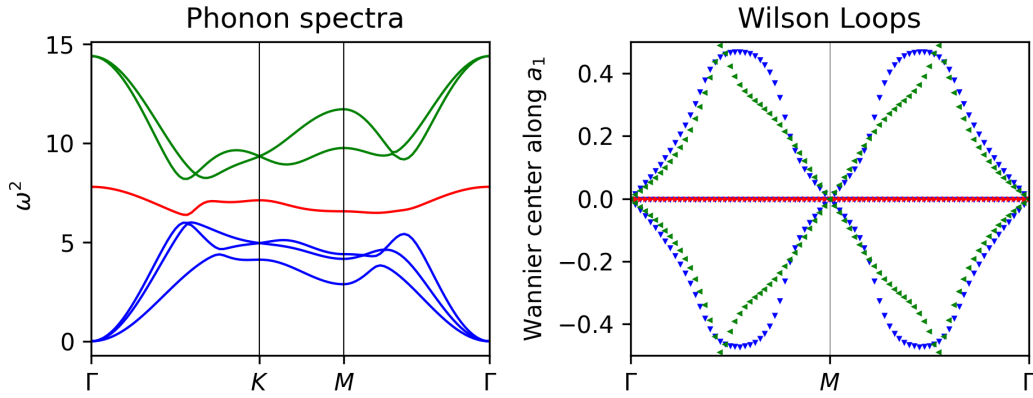 Phonon spectra
ω²
15
10
5
0
Γ
K
M
Γ
Wilson Loops
Wannier center along a₁
0.4
0.2
0.0
−0.2
−0.4
Γ
M
Γ